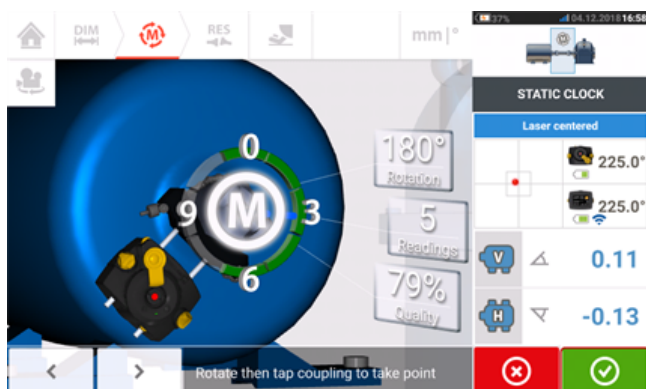 37% 04.12.2018 16:58
DIM
M
RES
mm|°
M
STATIC CLOCK
Laser centered
225.0°
225.0°
0
3
6
9
M
180°
Rotation
5
Readings
79%
Quality
V 0.11
H -0.13
Rotate then tap coupling to take point